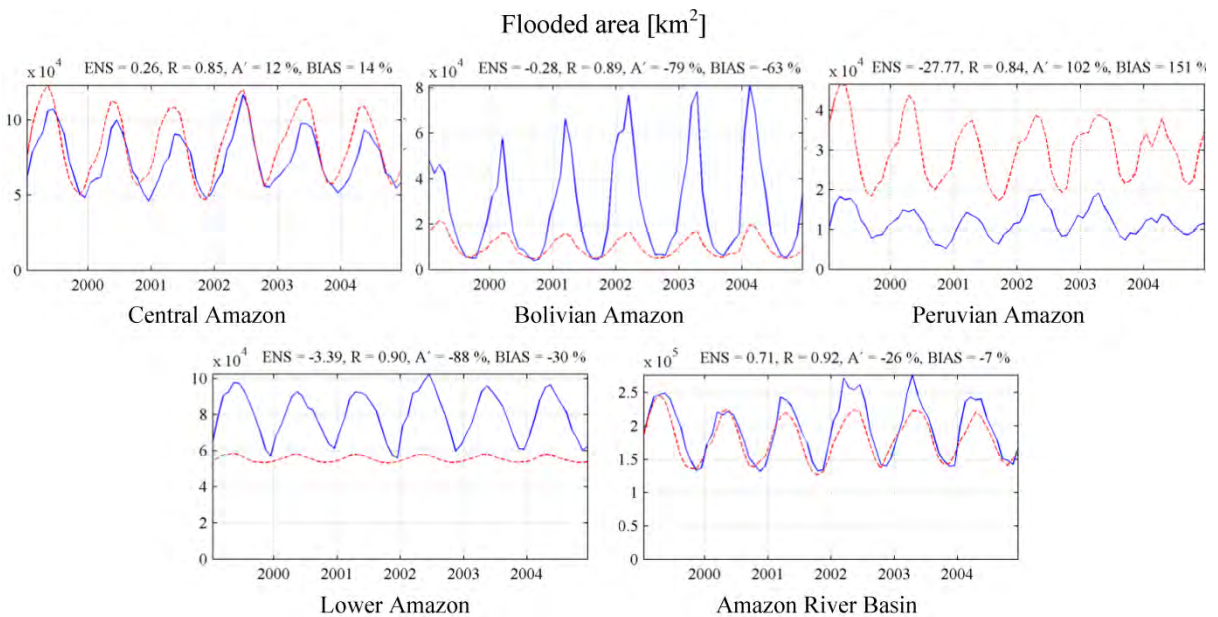 Flooded area [km²]
ENS = 0.26, R = 0.85, A´ = 12 %, BIAS = 14 %
x 10⁴
10
5
0
2000 2001 2002 2003 2004
Central Amazon
ENS = -0.28, R = 0.89, A´ = -79 %, BIAS = -63 %
x 10⁴
8
6
4
2
0
2000 2001 2002 2003 2004
Bolivian Amazon
ENS = -27.77, R = 0.84, A´ = 102 %, BIAS = 151 %
x 10⁴
4
3
2
1
0
2000 2001 2002 2003 2004
Peruvian Amazon
ENS = -3.39, R = 0.90, A´ = -88 %, BIAS = -30 %
x 10⁴
10
8
6
4
2
0
2000 2001 2002 2003 2004
Lower Amazon
ENS = 0.71, R = 0.92, A´ = -26 %, BIAS = -7 %
x 10⁵
2.5
2
1.5
1
0.5
0
2000 2001 2002 2003 2004
Amazon River Basin